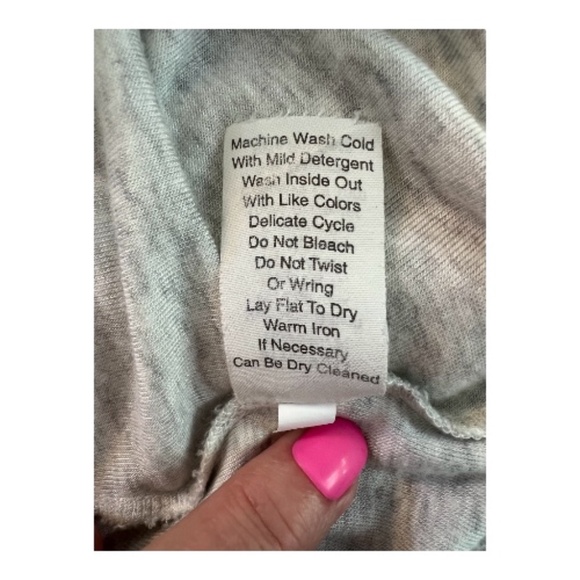 Machine Wash Cold
With Mild Detergent
Wash Inside Out
With Like Colors
Delicate Cycle
Do Not Bleach
Do Not Twist
Or Wring
Lay Flat To Dry
Warm Iron
If Necessary
Can Be Dry Cleaned